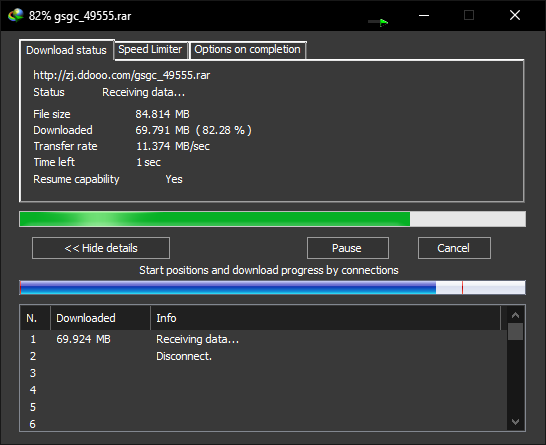 82% gsgc_49555.rar
Download status Speed Limiter Options on completion
http://zj.ddooo.com/gsgc_49555.rar
Status Receiving data...
File size 84.814 MB
Downloaded 69.791 MB ( 82.28 % )
Transfer rate 11.374 MB/sec
Time left 1 sec
Resume capability Yes
<< Hide details Pause Cancel
Start positions and download progress by connections
N. Downloaded Info
1 69.924 MB Receiving data...
2 Disconnect.
3
4
5
6